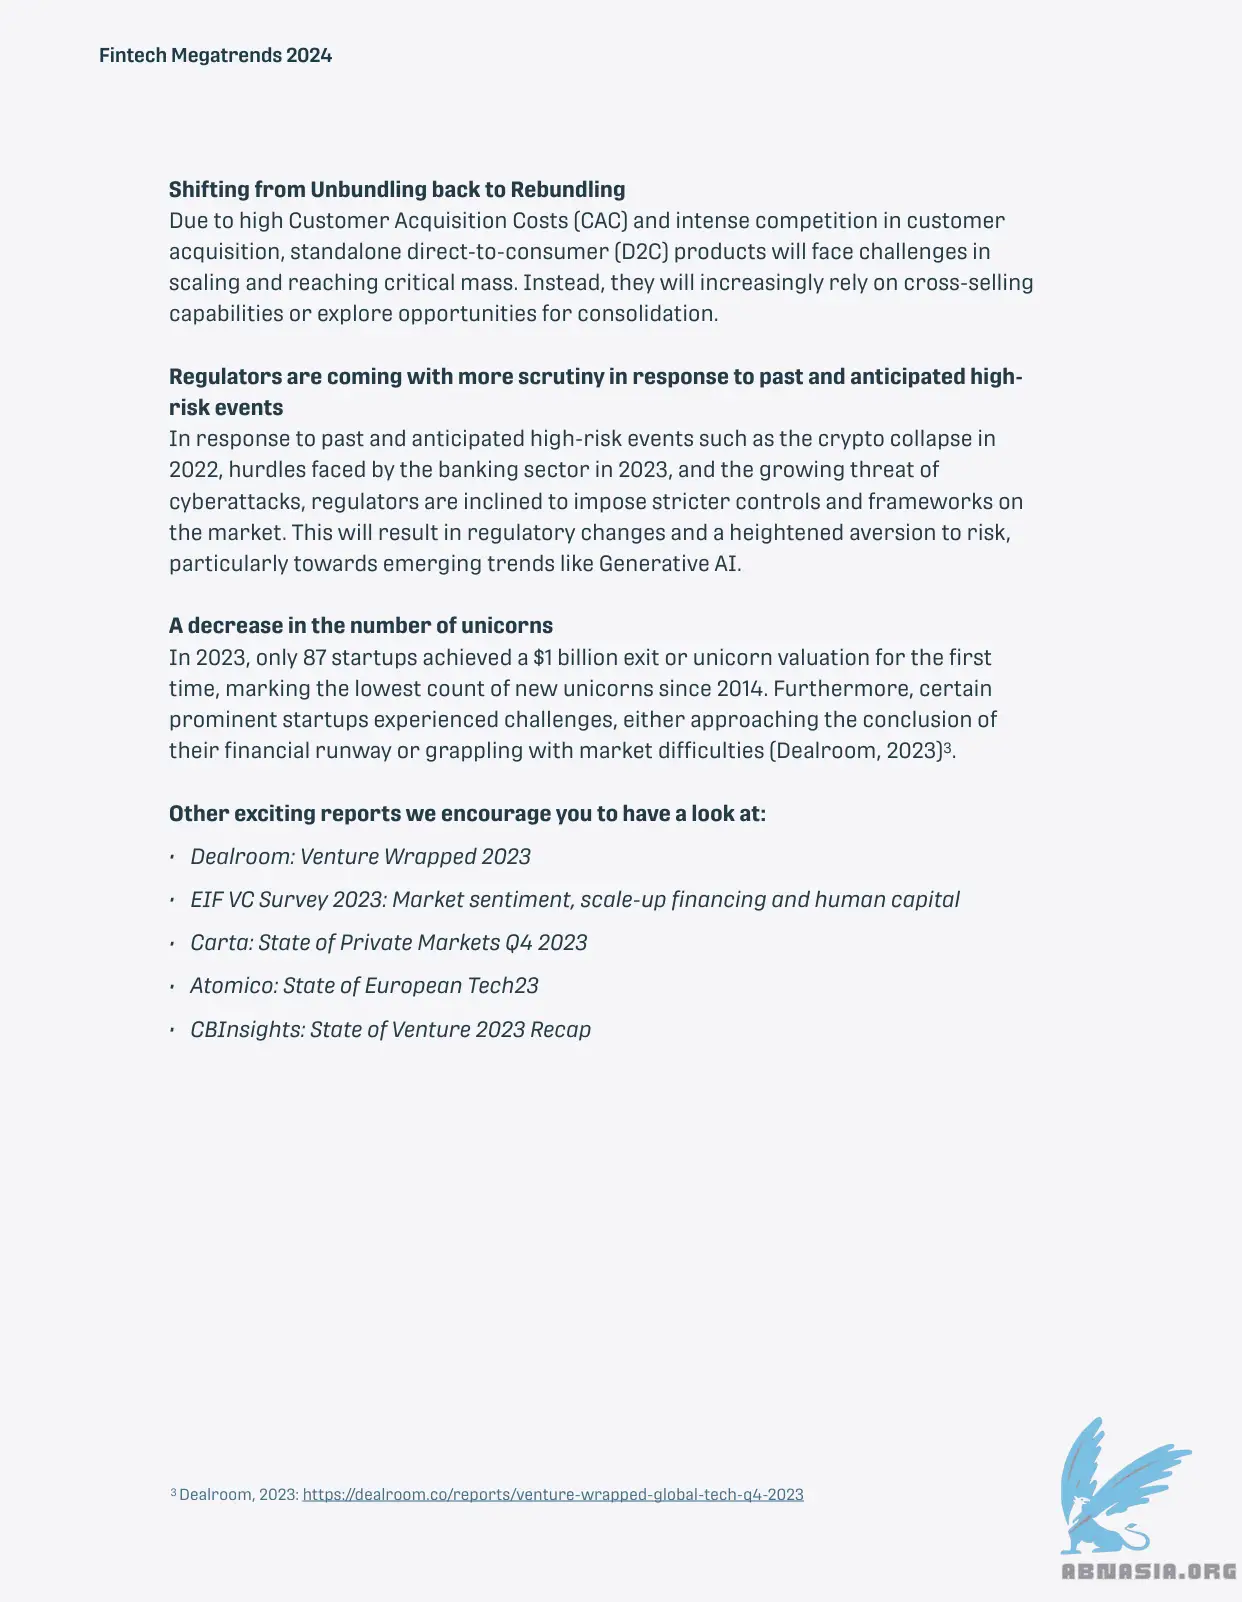 Fintech Megatrends 2024
Shifting from Unbundling back to Rebundling
Due to high Customer Acquisition Costs (CAC) and intense competition in customer
acquisition, standalone direct-to-consumer (D2C) products will face challenges in
scaling and reaching critical mass. Instead, they will increasingly rely on cross-selling
capabilities or explore opportunities for consolidation.
Regulators are coming with more scrutiny in response to past and anticipated high-
risk events
In response to past and anticipated high-risk events such as the crypto collapse in
2022, hurdles faced by the banking sector in 2023, and the growing threat of
cyberattacks, regulators are inclined to impose stricter controls and frameworks on
the market. This will result in regulatory changes and a heightened aversion to risk,
particularly towards emerging trends like Generative AI.
A decrease in the number of unicorns
In 2023, only 87 startups achieved a $1 billion exit or unicorn valuation for the first
time, marking the lowest count of new unicorns since 2014. Furthermore, certain
prominent startups experienced challenges, either approaching the conclusion of
their financial runway or grappling with market difficulties (Dealroom, 2023)³.
Other exciting reports we encourage you to have a look at:
· Dealroom: Venture Wrapped 2023
· EIF VC Survey 2023: Market sentiment, scale-up financing and human capital
· Carta: State of Private Markets Q4 2023
· Atomico: State of European Tech23
· CBInsights: State of Venture 2023 Recap
³ Dealroom, 2023: https://dealroom.co/reports/venture-wrapped-global-tech-q4-2023
ABNASIA.ORG